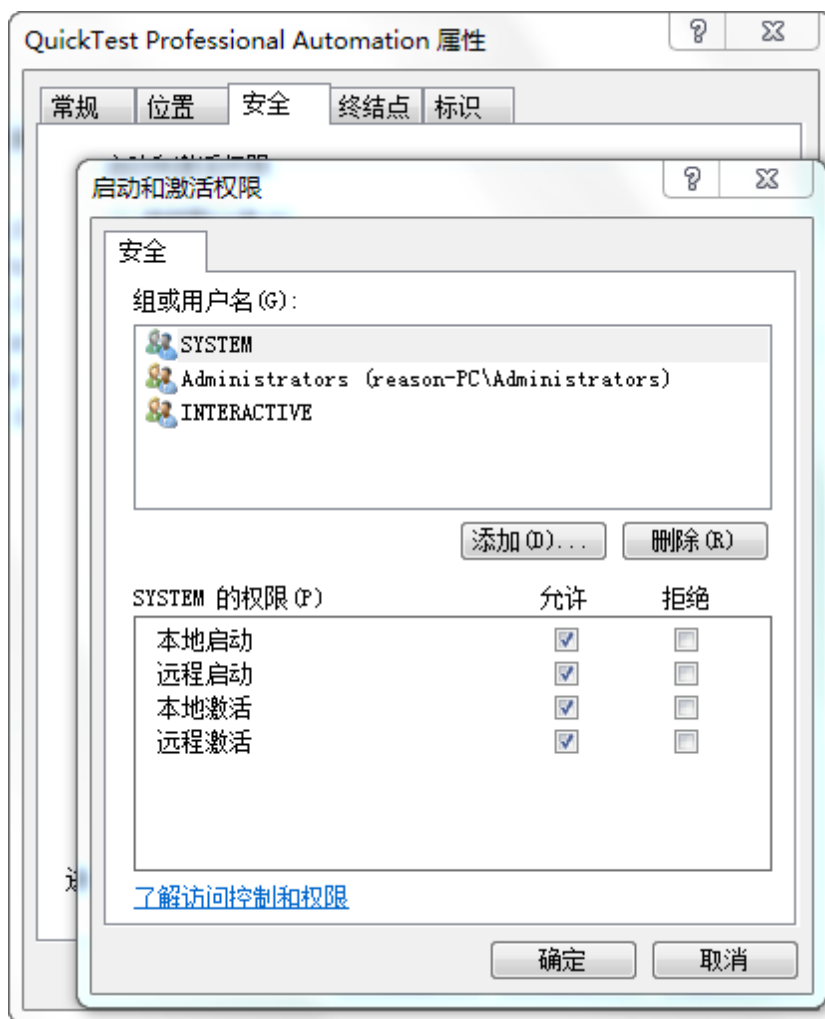 QuickTest Professional Automation 属性
常规 位置 安全 终结点 标识
启动和激活权限
安全
组或用户名(G):
SYSTEM
Administrators (reason-PC\Administrators)
INTERACTIVE
添加(D)... 删除(R)
SYSTEM 的权限(P) 允许 拒绝
本地启动
远程启动
本地激活
远程激活
了解访问控制和权限
确定 取消